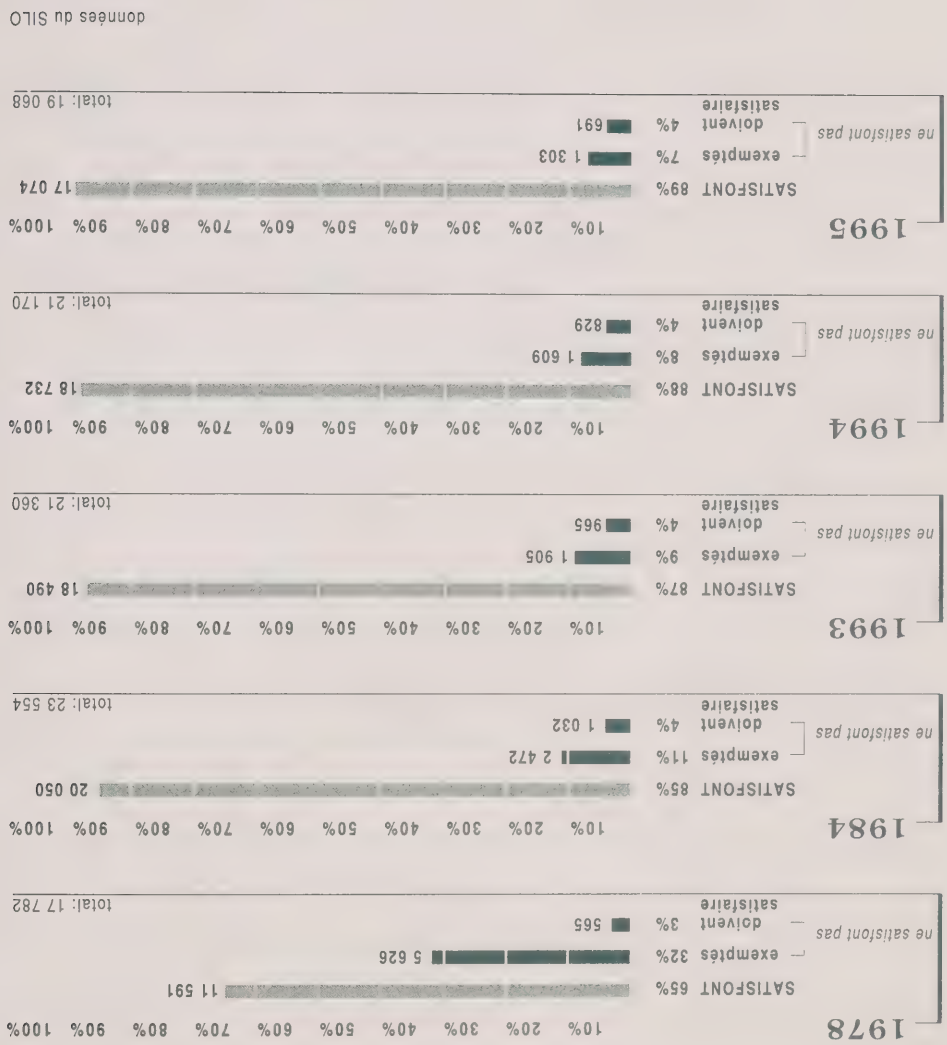 1978
10% 20% 30% 40% 50% 60% 70% 80% 90% 100%
SATISFONT 65% 11 591
ne satisfont pas
exemptés 32% 5 626
doivent satisfaire 3% 565
total: 17 782
1984
10% 20% 30% 40% 50% 60% 70% 80% 90% 100%
SATISFONT 85% 20 050
ne satisfont pas
exemptés 11% 2 472
doivent satisfaire 4% 1 032
total: 23 554
1993
10% 20% 30% 40% 50% 60% 70% 80% 90% 100%
SATISFONT 87% 18 490
ne satisfont pas
exemptés 9% 1 905
doivent satisfaire 4% 965
total: 21 360
1994
10% 20% 30% 40% 50% 60% 70% 80% 90% 100%
SATISFONT 88% 18 732
ne satisfont pas
exemptés 8% 1 609
doivent satisfaire 4% 829
total: 21 170
1995
10% 20% 30% 40% 50% 60% 70% 80% 90% 100%
SATISFONT 89% 17 074
ne satisfont pas
exemptés 7% 1 303
doivent satisfaire 4% 691
total: 19 068
données du SILO